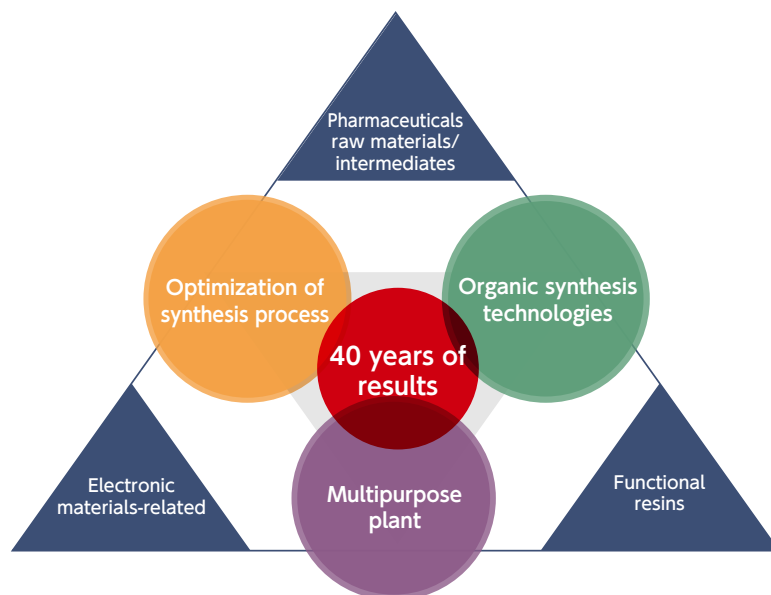 Pharmaceuticals
raw materials/
intermediates
Optimization of
synthesis process
Organic synthesis
technologies
40 years of
results
Electronic
materials-related
Multipurpose
plant
Functional
resins